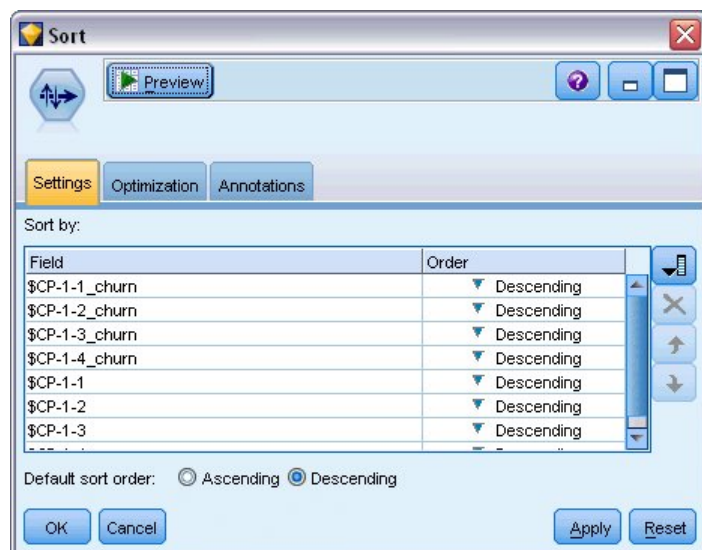 Sort
Preview
Settings Optimization Annotations
Sort by:
Field Order
$CP-1-1_churn Descending
$CP-1-2_churn Descending
$CP-1-3_churn Descending
$CP-1-4_churn Descending
$CP-1-1 Descending
$CP-1-2 Descending
$CP-1-3 Descending
Default sort order: Ascending Descending
OK Cancel Apply Reset